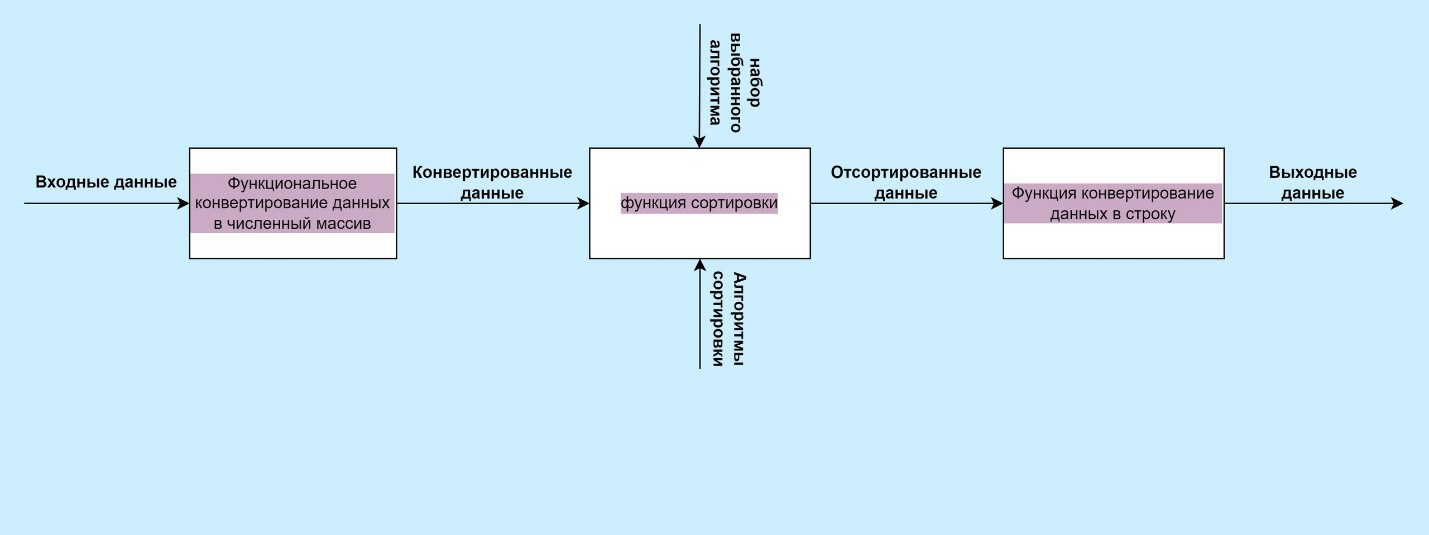 набор
выбранного
алгоритма
Входные данные
Функциональное
конвертирование данных
в численный массив
Конвертированные
данные
функция сортировки
Отсортированные
данные
Функция конвертирование
данных в строку
Выходные
данные
Алгоритмы
сортировки